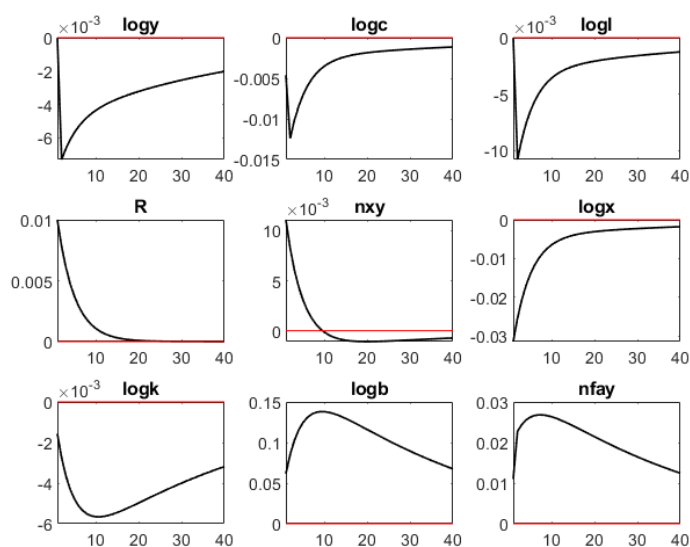 ×10⁻³ logy logc ×10⁻³ logl
0 0 0
-2 -0.005 -5
-4 -0.01
-6 -0.015 -10
10 20 30 40 10 20 30 40 10 20 30 40
R ×10⁻³ nxy logx
0.01 10 0
0.005 5 -0.01
-0.02
0 0 -0.03
10 20 30 40 10 20 30 40 10 20 30 40
×10⁻³ logk logb nfay
0 0.15 0.03
-2 0.1 0.02
-4 0.05 0.01
-6 0 0
10 20 30 40 10 20 30 40 10 20 30 40